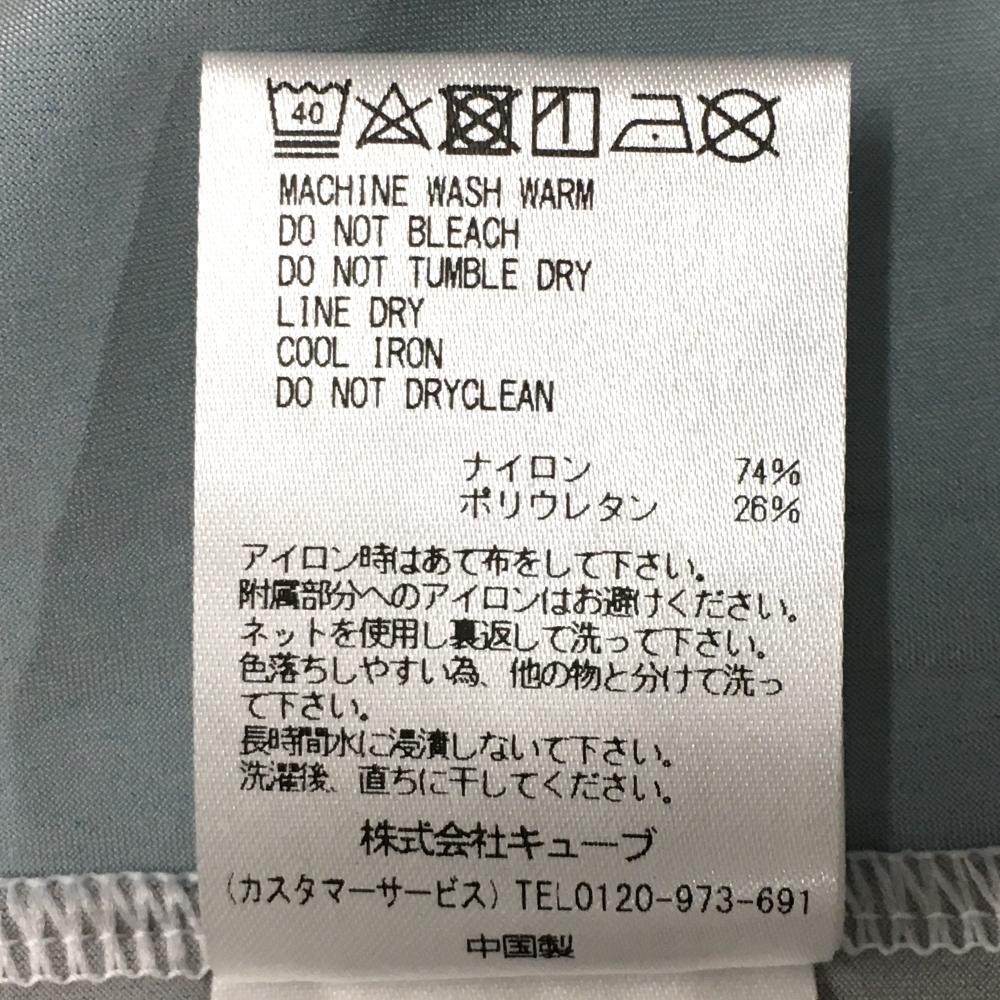 40
MACHINE WASH WARM
DO NOT BLEACH
DO NOT TUMBLE DRY
LINE DRY
COOL IRON
DO NOT DRYCLEAN
ナイロン 74%
ポリウレタン 26%
アイロン時はあて布をして下さい。
附属部分へのアイロンはお避けください。
ネットを使用し裏返して洗って下さい。
色落ちしやすい為、他の物と分けて洗っ
て下さい。
長時間水に浸漬しないで下さい。
洗濯後、直ちに干してください。
株式会社キューブ
(カスタマーサービス) TEL0120-973-691
中国製